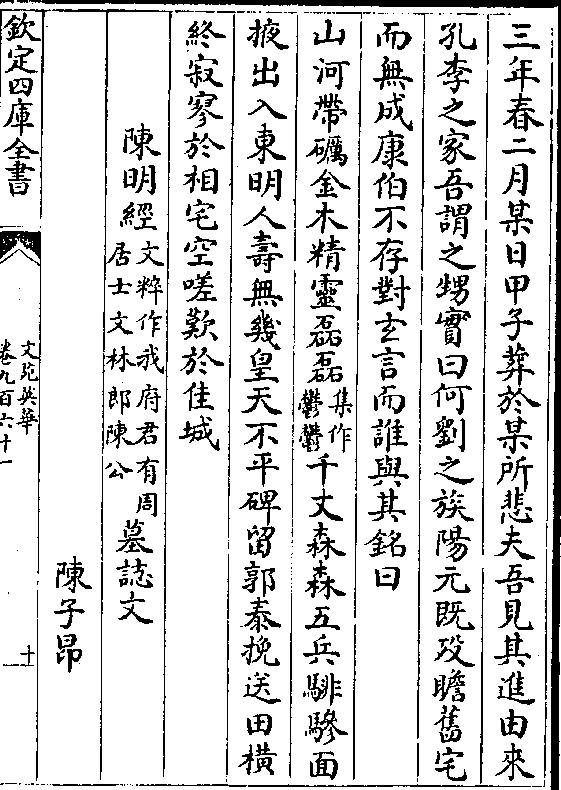 三年春二月某日甲子葬於某所悲夫吾見其進由來
孔李之家吾謂之甥實曰何劉之族陽元既歿瞻舊宅
而無成康伯不存對玄言而誰與其銘曰
山河帶礪金木精靈磊磊集作鬱鬱千丈森森五兵騑驂面
掖出入東明人壽無幾皇天不平碑留郭泰挽送田橫
終寂寥於相宅空嗟歎於佳城
陳明經文粹作我府君有周居士文林郎陳公墓誌文
陳子昂
欽定四庫全書
文苑英華
卷九百六十一
十一